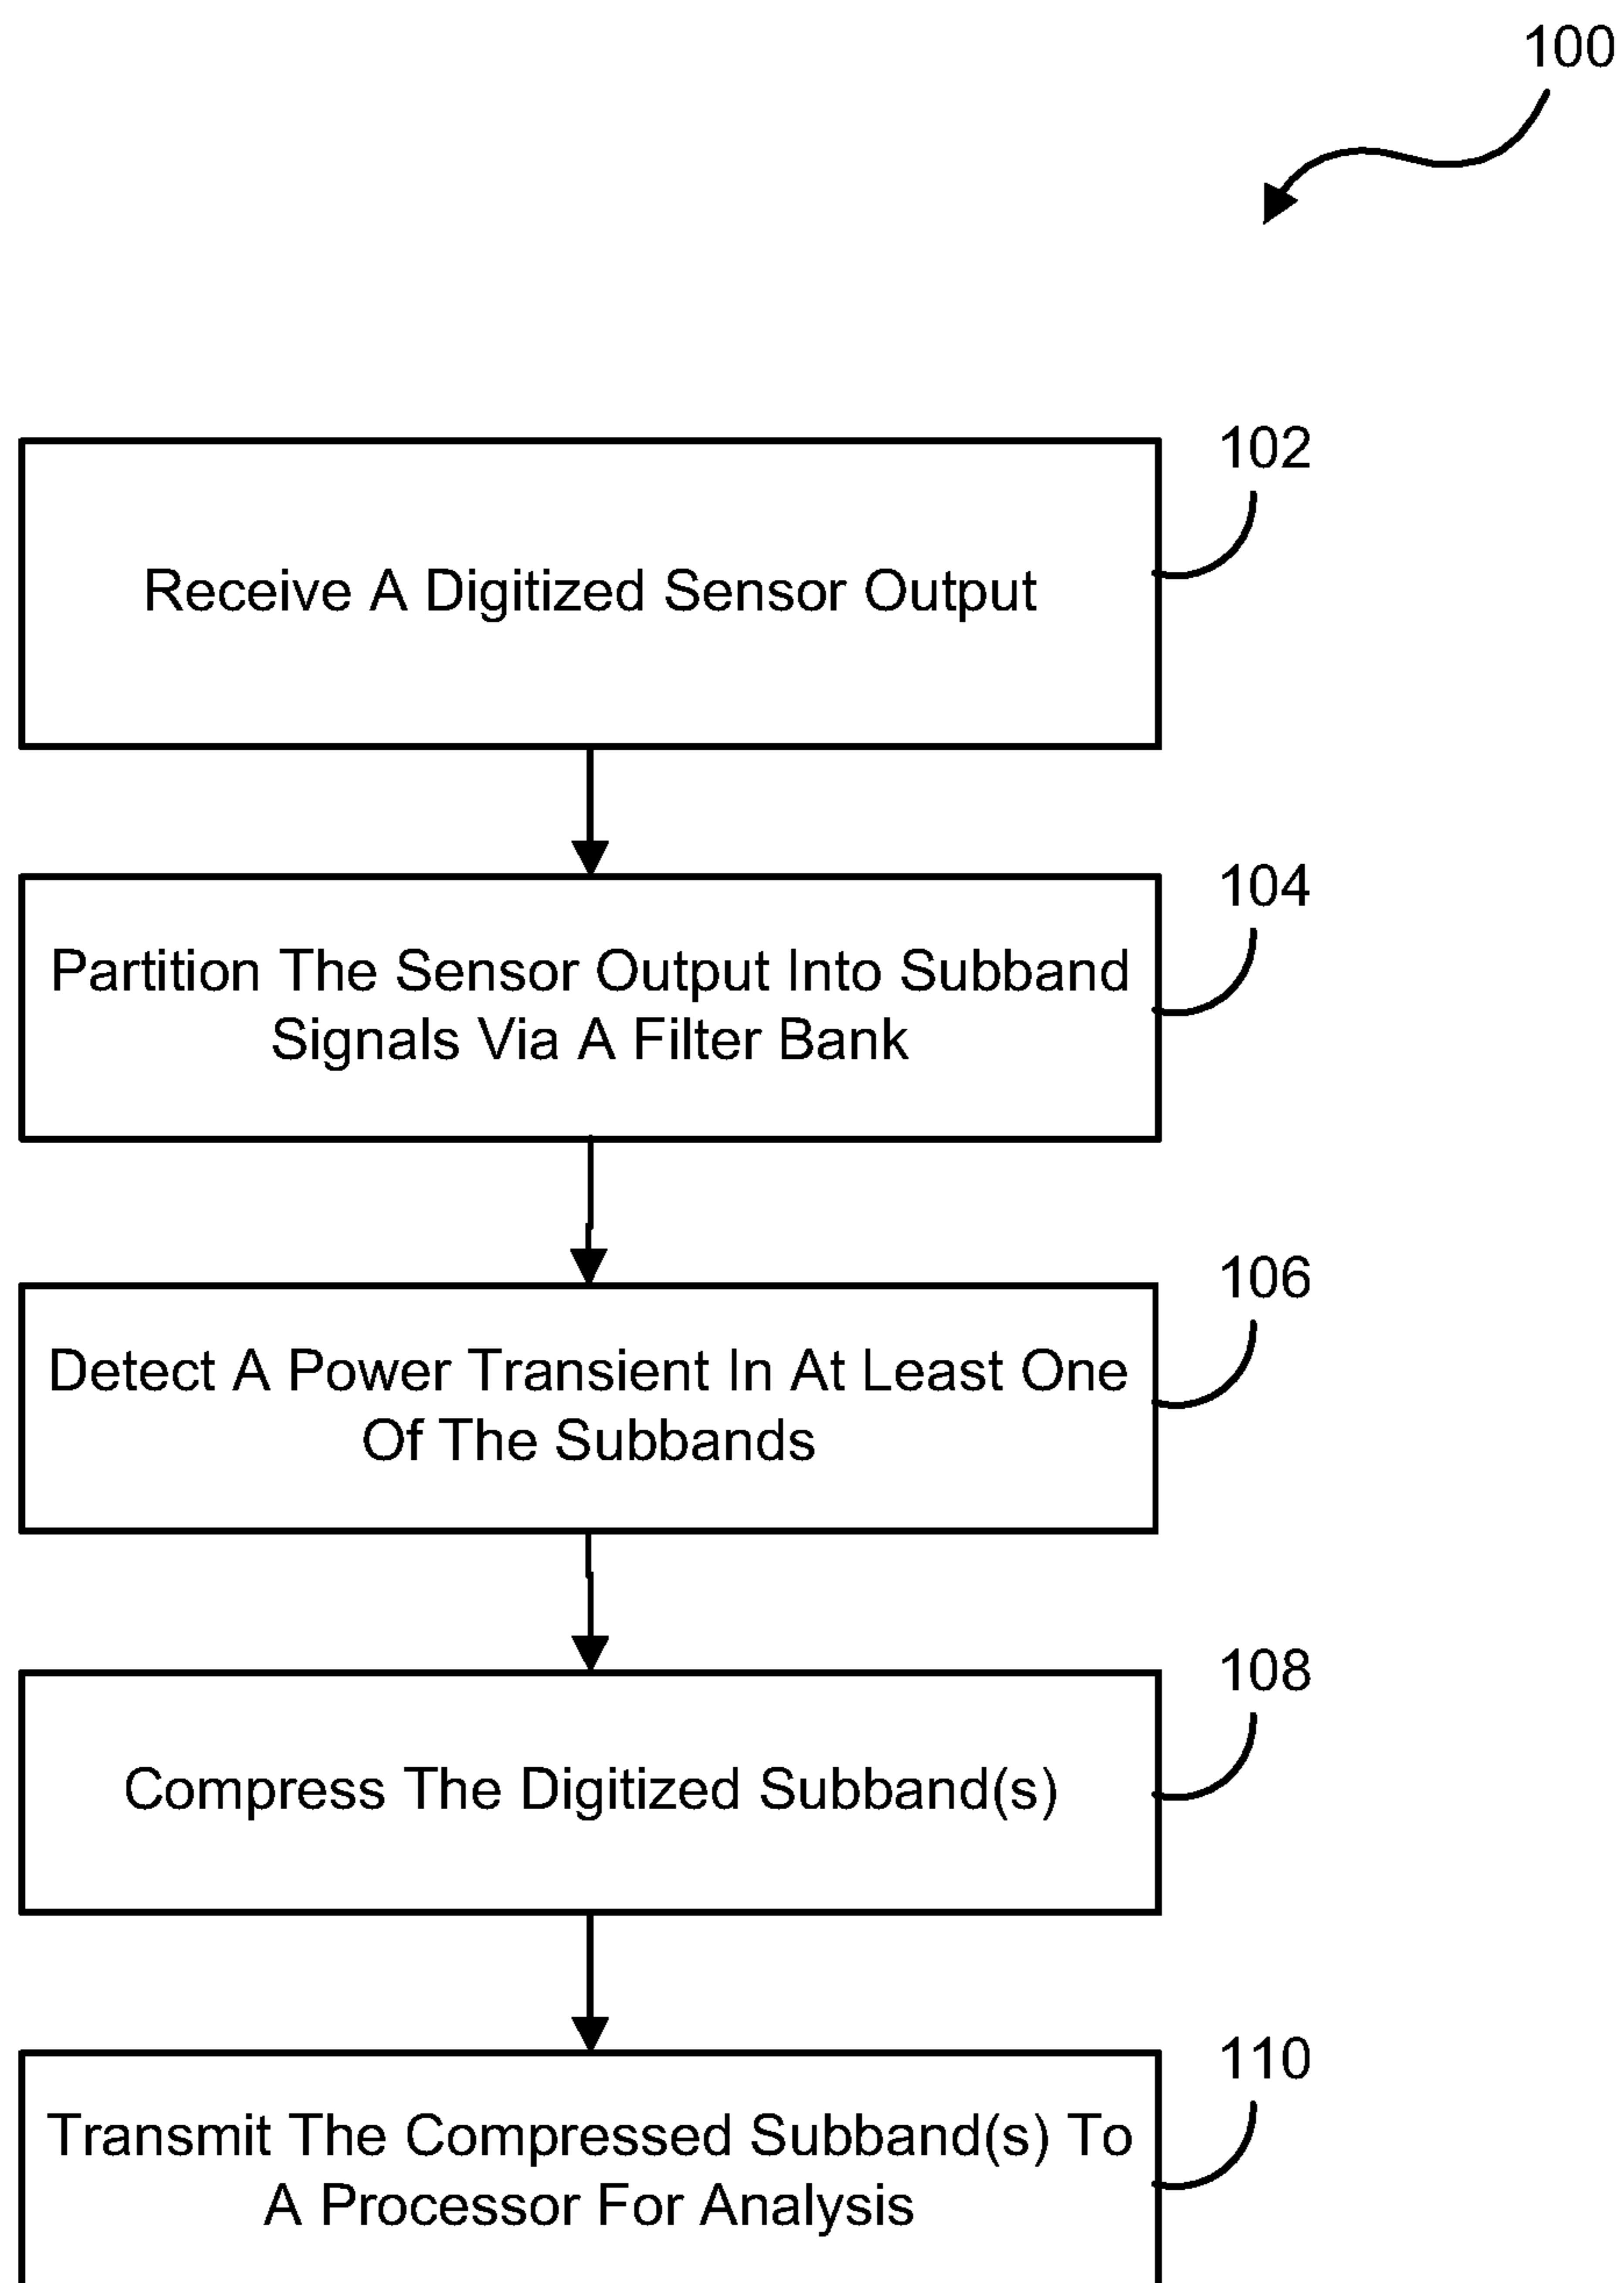 100
102
Receive A Digitized Sensor Output
104
Partition The Sensor Output Into Subband
Signals Via A Filter Bank
106
Detect A Power Transient In At Least One
Of The Subbands
108
Compress The Digitized Subband(s)
110
Transmit The Compressed Subband(s) To
A Processor For Analysis